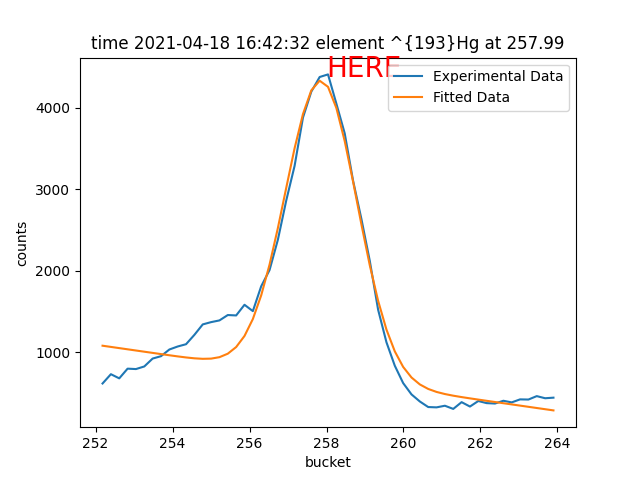 time 2021-04-18 16:42:32 element ^{193}Hg at 257.99
HERE
Experimental Data
Fitted Data
counts
4000
3000
2000
1000
252 254 256 258 260 262 264
bucket